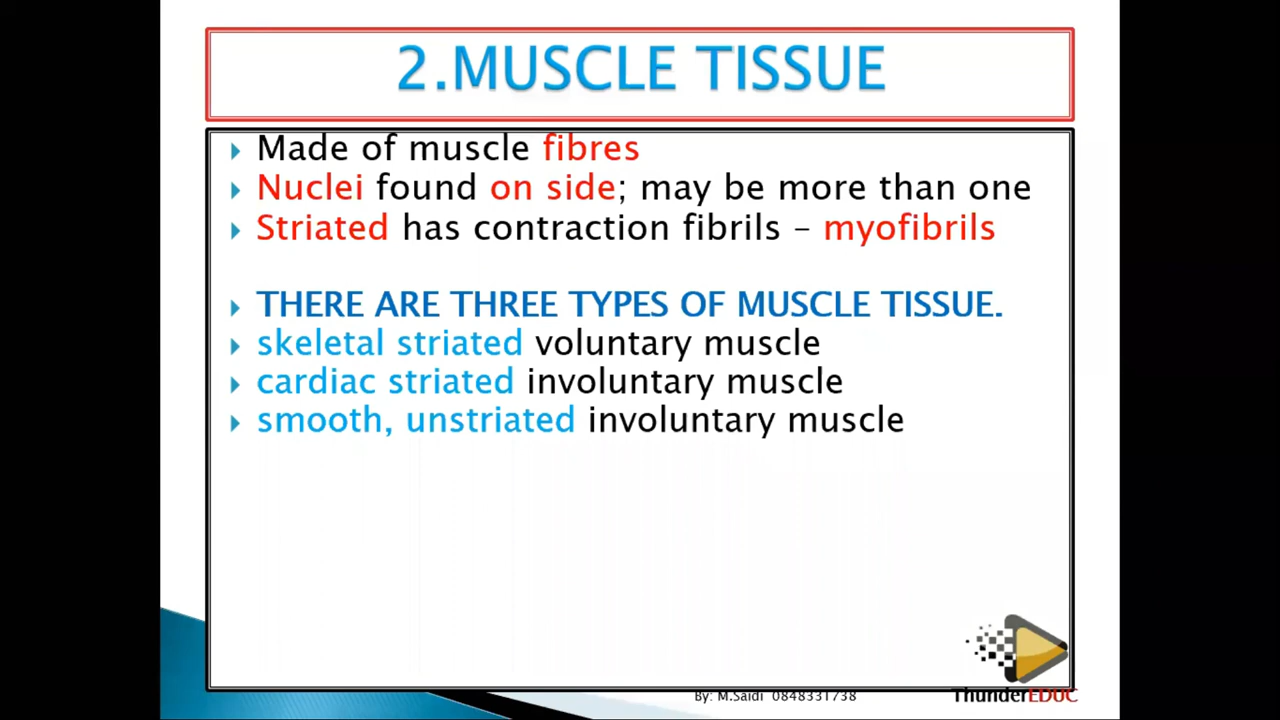 2.MUSCLE TISSUE
Made of muscle fibres
Nuclei found on side; may be more than one
Striated has contraction fibrils – myofibrils
THERE ARE THREE TYPES OF MUSCLE TISSUE.
skeletal striated voluntary muscle
cardiac striated involuntary muscle
smooth, unstriated involuntary muscle
By: M.Saidi 0848331738
ThunderEDUC